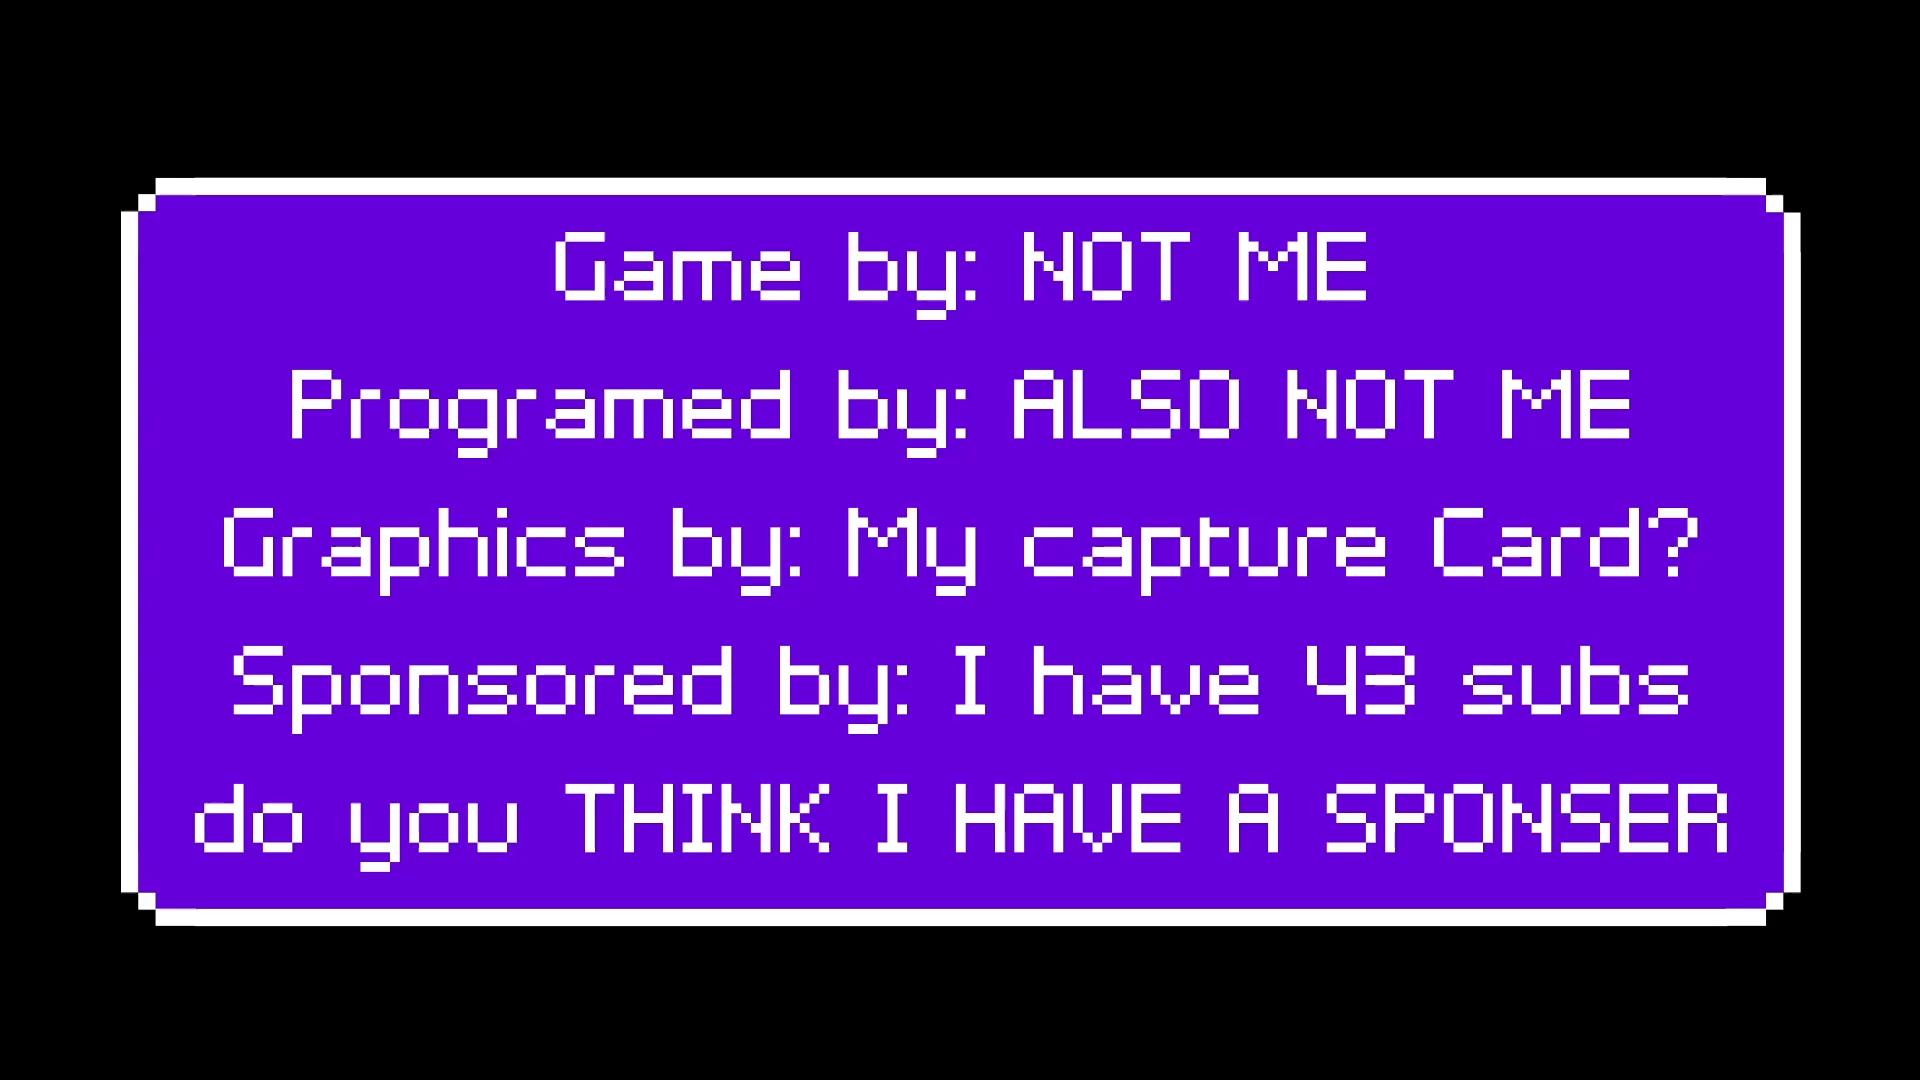 Game by: NOT ME
Programed by: ALSO NOT ME
Graphics by: My capture Card?
Sponsored by: I have 43 subs
do you THINK I HAVE A SPONSER